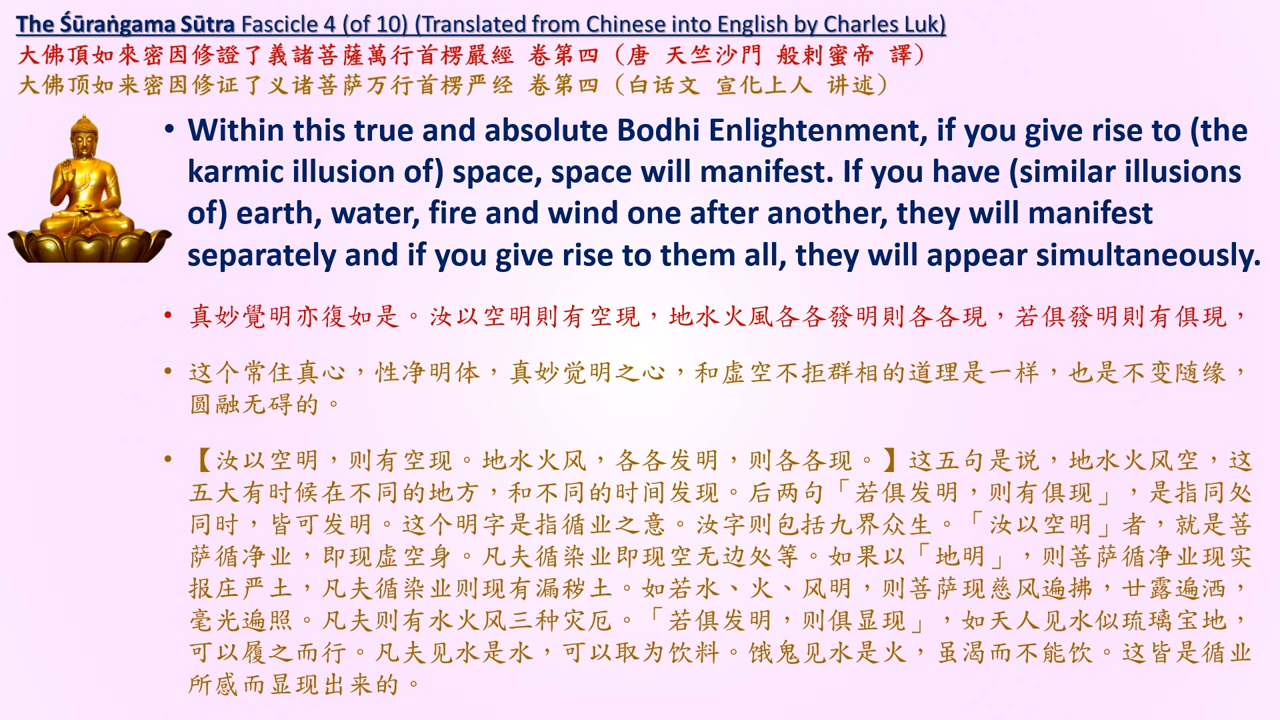 The Śūraṅgama Sūtra Fascicle 4 (of 10) (Translated from Chinese into English by Charles Luk)
大佛頂如來密因修證了義諸菩薩萬行首楞嚴經 卷第四（唐 天竺沙門 般剌蜜帝 譯）
大佛顶如来密因修证了义诸菩萨万行首楞严经 卷第四（白话文 宣化上人 讲述）
• Within this true and absolute Bodhi Enlightenment, if you give rise to (the
karmic illusion of) space, space will manifest. If you have (similar illusions
of) earth, water, fire and wind one after another, they will manifest
separately and if you give rise to them all, they will appear simultaneously.
• 真妙覺明亦復如是。汝以空明則有空現，地水火風各各發明則各各現，若俱發明則有俱現，
• 这个常住真心，性净明体，真妙觉明之心，和虚空不拒群相的道理是一样，也是不变随缘，
圆融无碍的。
• 【汝以空明，则有空现。地水火风，各各发明，则各各现。】这五句是说，地水火风空，这
五大有时候在不同的地方，和不同的时间发现。后两句「若俱发明，则有俱现」，是指同处
同时，皆可发明。这个明字是指循业之意。汝字则包括九界众生。「汝以空明」者，就是菩
萨循净业，即现虚空身。凡夫循染业即现空无边处等。如果以「地明」，则菩萨循净业现实
报庄严土，凡夫循染业则现有漏秽土。如若水、火、风明，则菩萨现慈风遍拂，甘露遍洒，
毫光遍照。凡夫则有水火风三种灾厄。「若俱发明，则俱显现」，如天人见水似琉璃宝地，
可以履之而行。凡夫见水是水，可以取为饮料。饿鬼见水是火，虽渴而不能饮。这皆是循业
所感而显现出来的。